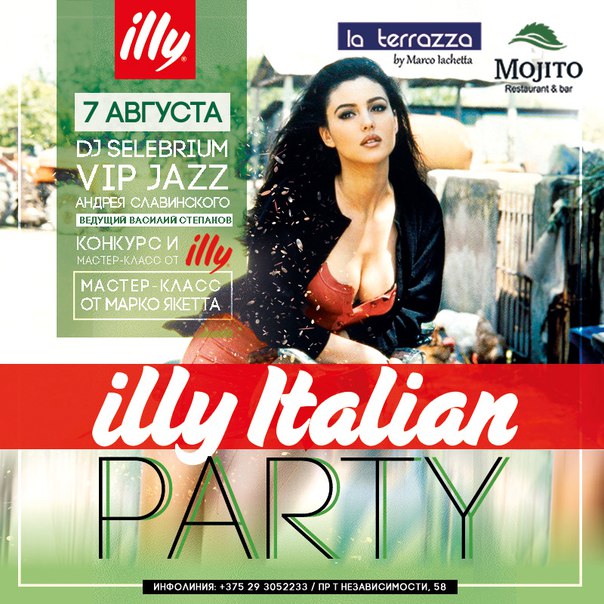 illy
la terrazza
by Marco Iachetta
MOJITO
Restaurant & bar
7 АВГУСТА
DJ SELEBRIUM
VIP JAZZ
АНДРЕЯ СЛАВИНСКОГО
ВЕДУЩИЙ ВАСИЛИЙ СТЕПАНОВ
КОНКУРС И
МАСТЕР-КЛАСС ОТ illy
МАСТЕР-КЛАСС
ОТ МАРКО ЯКЕТТА
illy Italian
PARTY
ИНФОЛИНИЯ: +375 29 3052233 / ПР Т НЕЗАВИСИМОСТИ, 58